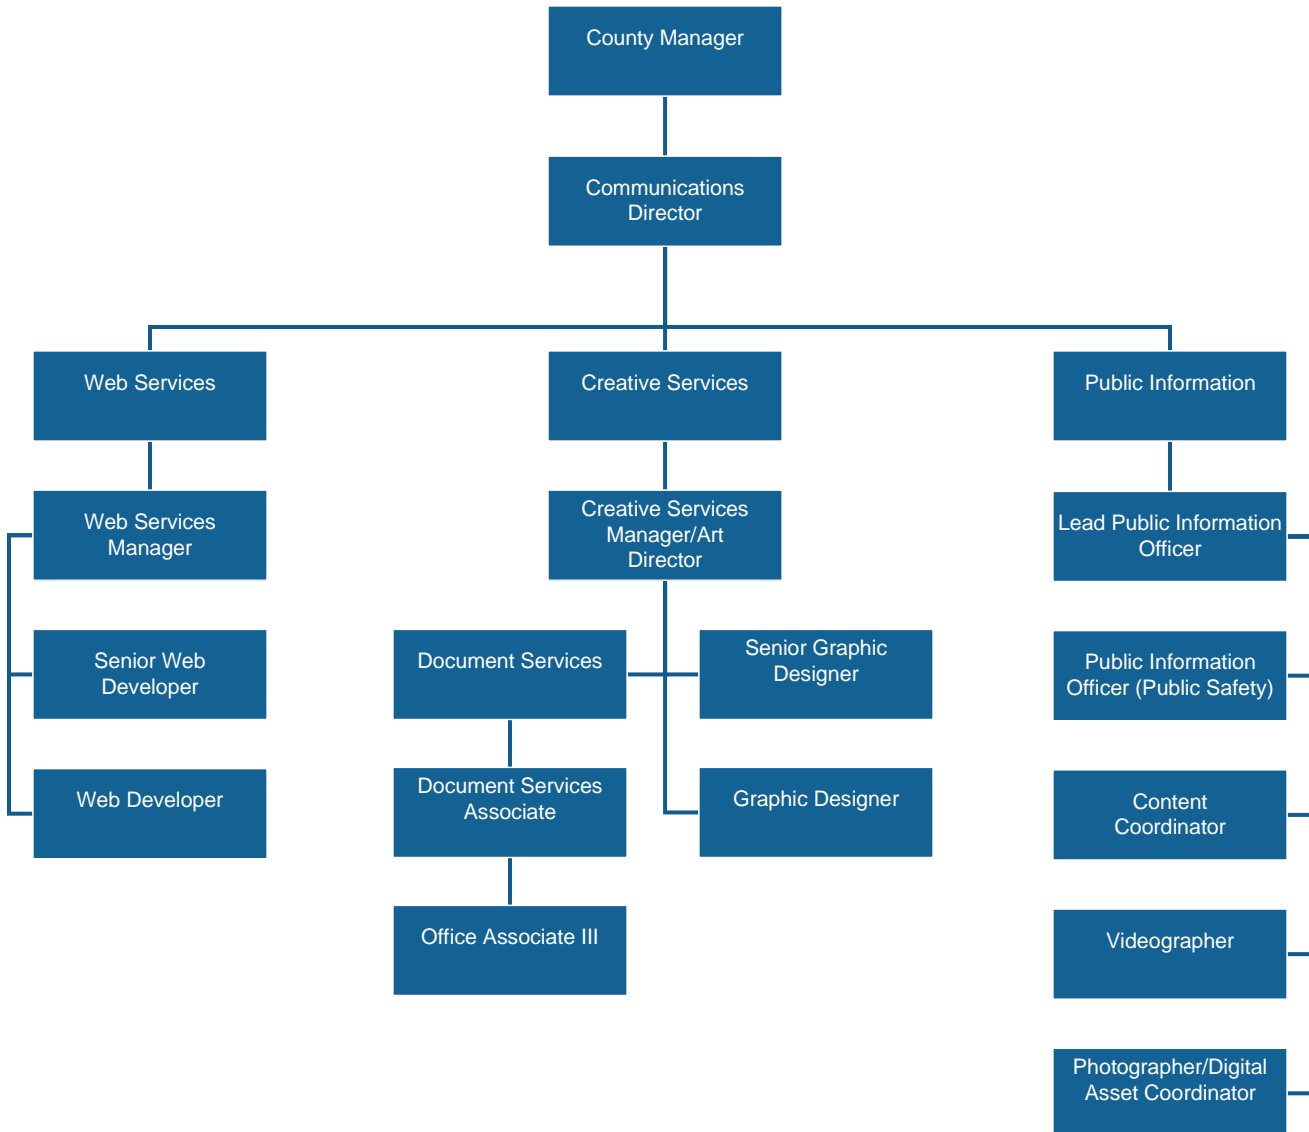 County Manager
Communications
Director
Web Services
Creative Services
Public Information
Web Services
Manager
Creative Services
Manager/Art
Director
Lead Public Information
Officer
Senior Web
Developer
Document Services
Senior Graphic
Designer
Public Information
Officer (Public Safety)
Web Developer
Document Services
Associate
Graphic Designer
Content
Coordinator
Office Associate III
Videographer
Photographer/Digital
Asset Coordinator